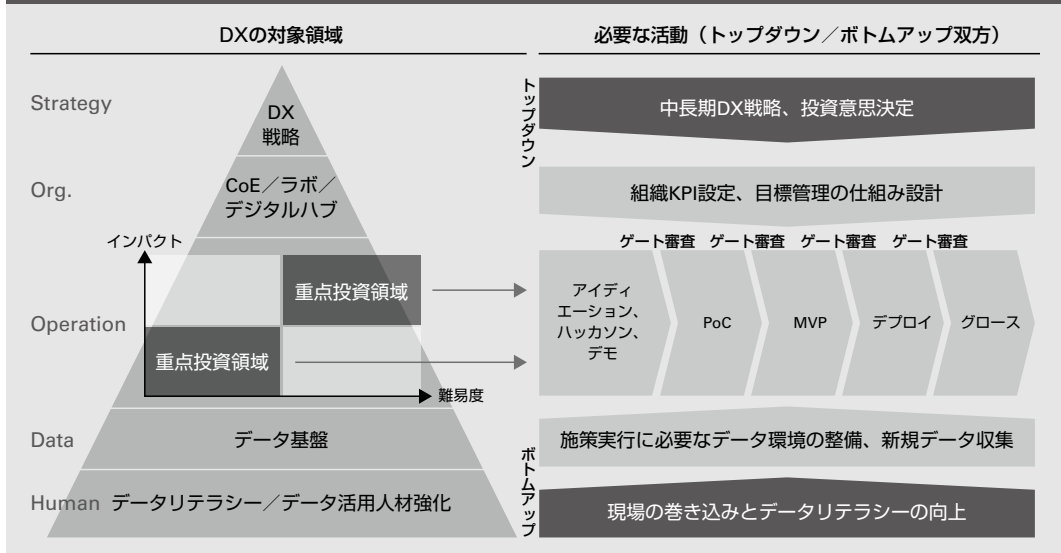 DXの対象領域
必要な活動（トップダウン／ボトムアップ双方）
Strategy
DX
戦略
トップダウン
中長期DX戦略、投資意思決定
Org.
CoE／ラボ／
デジタルハブ
組織KPI設定、目標管理の仕組み設計
インパクト
ゲート審査 ゲート審査 ゲート審査 ゲート審査
Operation
重点投資領域
重点投資領域
難易度
アイディ
エーション、
ハッカソン、
デモ
PoC
MVP
デプロイ
グロース
Data
データ基盤
ボトムアップ
施策実行に必要なデータ環境の整備、新規データ収集
Human
データリテラシー／データ活用人材強化
現場の巻き込みとデータリテラシーの向上